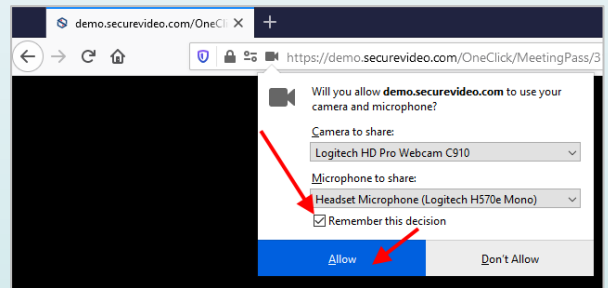 demo.securevideo.com/OneCli
https://demo.securevideo.com/OneClick/MeetingPass/3
Will you allow demo.securevideo.com to use your
camera and microphone?
Camera to share:
Logitech HD Pro Webcam C910
Microphone to share:
Headset Microphone (Logitech H570e Mono)
Remember this decision
Allow
Don't Allow